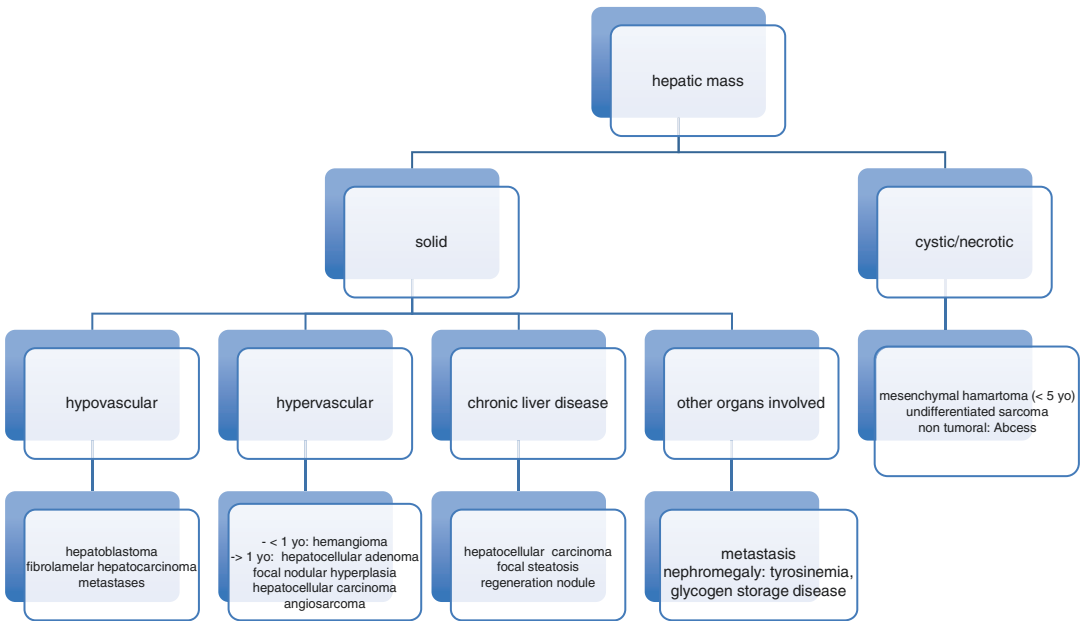 hepatic mass
solid
cystic/necrotic
hypovascular
hypervascular
chronic liver disease
other organs involved
mesenchymal hamartoma (< 5 yo)
undifferentiated sarcoma
non tumoral: Abcess
hepatoblastoma
fibrolamelar hepatocarcinoma
metastases
- < 1 yo: hemangioma
-> 1 yo: hepatocellular adenoma
focal nodular hyperplasia
hepatocellular carcinoma
angiosarcoma
hepatocellular carcinoma
focal steatosis
regeneration nodule
metastasis
nephromegaly: tyrosinemia,
glycogen storage disease